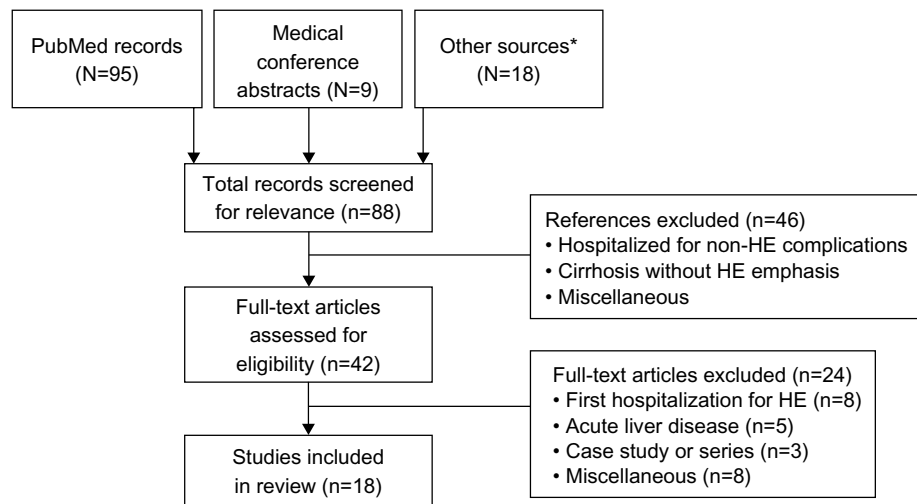 PubMed records
(N=95)
Medical
conference
abstracts (N=9)
Other sources*
(N=18)
Total records screened
for relevance (n=88)
References excluded (n=46)
• Hospitalized for non-HE complications
• Cirrhosis without HE emphasis
• Miscellaneous
Full-text articles
assessed for
eligibility (n=42)
Full-text articles excluded (n=24)
• First hospitalization for HE (n=8)
• Acute liver disease (n=5)
• Case study or series (n=3)
• Miscellaneous (n=8)
Studies included
in review (n=18)